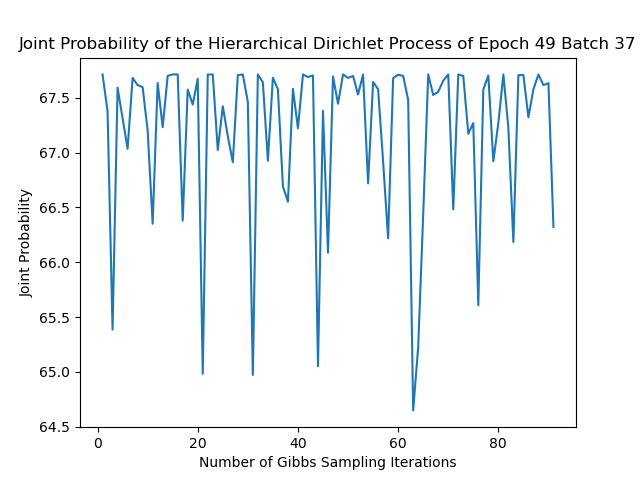 Joint Probability of the Hierarchical Dirichlet Process of Epoch 49 Batch 37
67.5
67.0
66.5
66.0
65.5
65.0
64.5
Joint Probability
0 20 40 60 80
Number of Gibbs Sampling Iterations